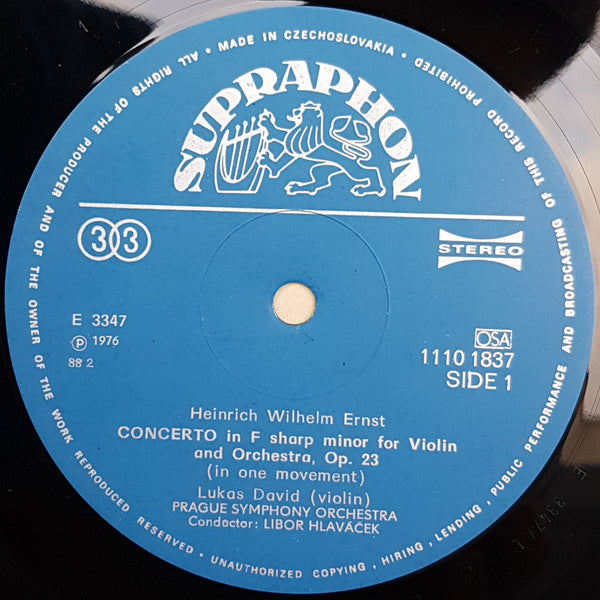 ALL RIGHTS OF THE PRODUCER AND OF THE OWNER OF THE WORK REPRODUCED RESERVED • UNAUTHORIZED COPYING, HIRING, LENDING, PUBLIC PERFORMANCE AND BROADCASTING OF THIS RECORD PROHIBITED • MADE IN CZECHOSLOVAKIA •
SUPRAPHON
33
STEREO
E 3347
℗ 1976
88 2
OSA
1110 1837
SIDE 1
Heinrich Wilhelm Ernst
CONCERTO in F sharp minor for Violin
and Orchestra, Op. 23
(in one movement)
Lukas David (violin)
PRAGUE SYMPHONY ORCHESTRA
Conductor: LIBOR HLAVÁČEK